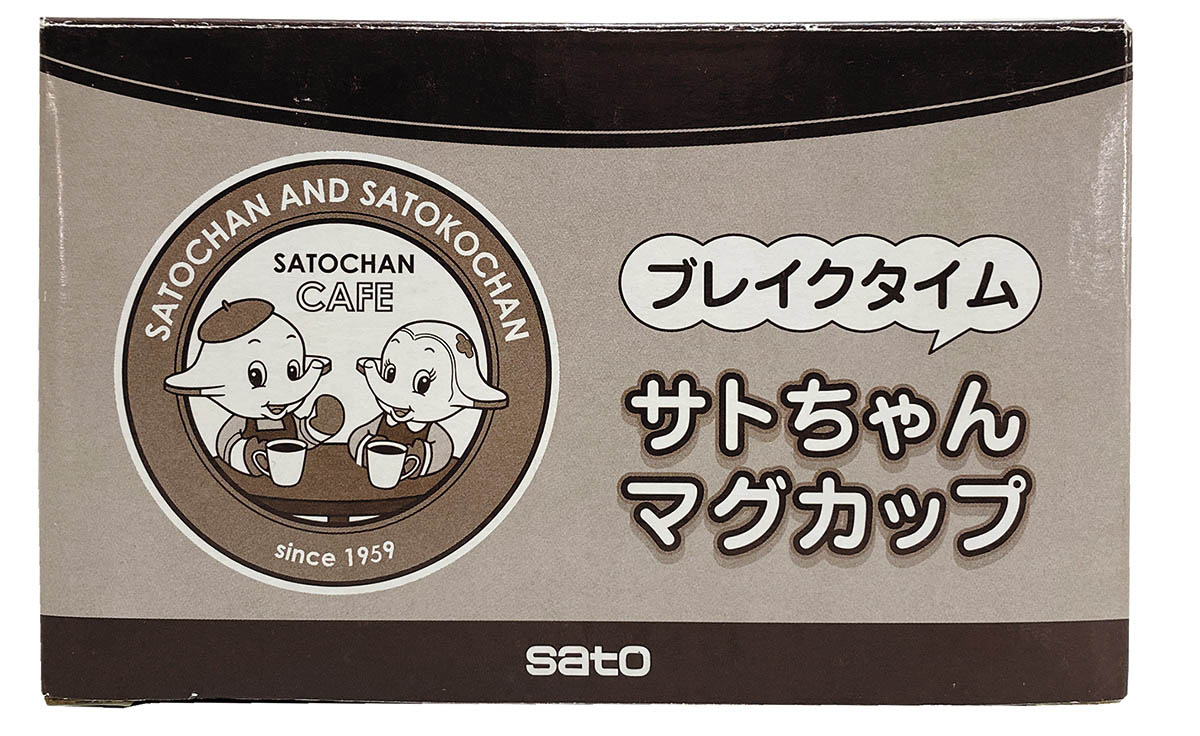 SATOCHAN AND SATOKOCHAN
SATOCHAN
CAFE
since 1959
ブレイクタイム
サトちゃん
マグカップ
sato